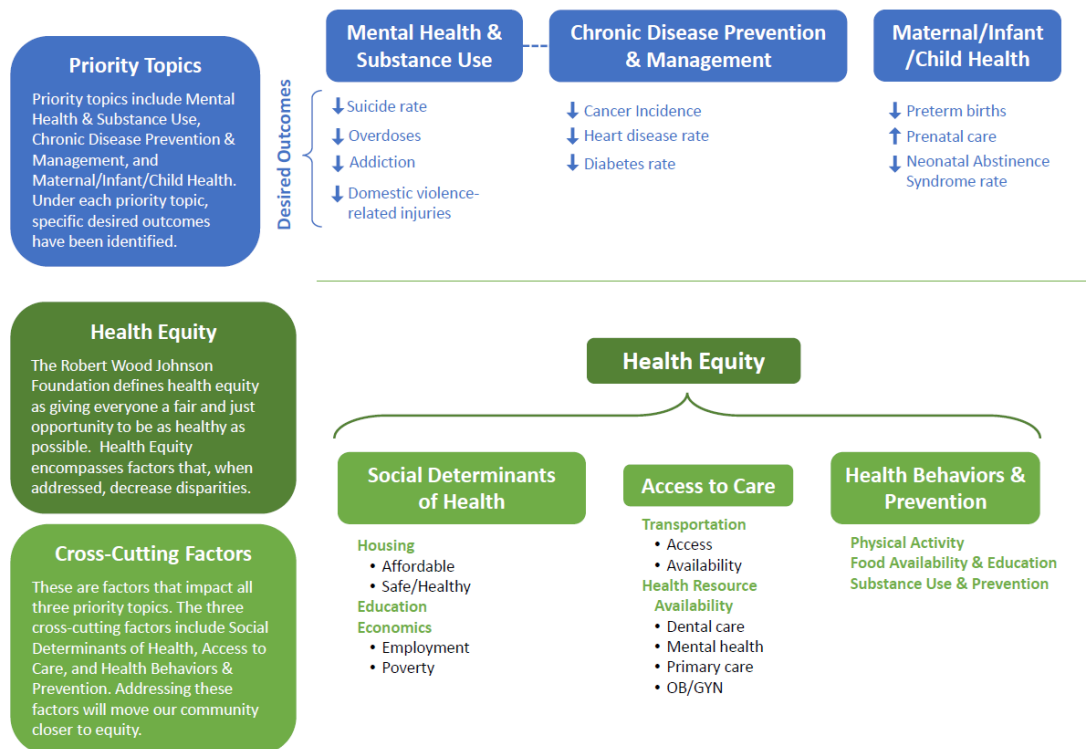 Priority Topics
Priority topics include Mental
Health & Substance Use,
Chronic Disease Prevention &
Management, and
Maternal/Infant/Child Health.
Under each priority topic,
specific desired outcomes
have been identified.
Desired Outcomes
Mental Health &
Substance Use
Suicide rate
Overdoses
Addiction
Domestic violence-
related injuries
Chronic Disease Prevention
& Management
Cancer Incidence
Heart disease rate
Diabetes rate
Maternal/Infant
/Child Health
Preterm births
Prenatal care
Neonatal Abstinence
Syndrome rate
Health Equity
The Robert Wood Johnson
Foundation defines health equity
as giving everyone a fair and just
opportunity to be as healthy as
possible.  Health Equity
encompasses factors that, when
addressed, decrease disparities.
Cross-Cutting Factors
These are factors that impact all
three priority topics. The three
cross-cutting factors include Social
Determinants of Health, Access to
Care, and Health Behaviors &
Prevention. Addressing these
factors will move our community
closer to equity.
Health Equity
Social Determinants
of Health
Housing
• Affordable
• Safe/Healthy
Education
Economics
• Employment
• Poverty
Access to Care
Transportation
• Access
• Availability
Health Resource
Availability
• Dental care
• Mental health
• Primary care
• OB/GYN
Health Behaviors &
Prevention
Physical Activity
Food Availability & Education
Substance Use & Prevention